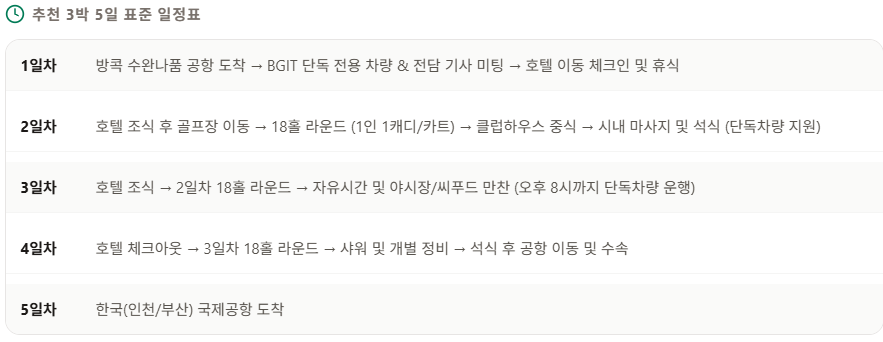 추천 3박 5일 표준 일정표
1일차 방콕 수완나품 공항 도착 → BGIT 단독 전용 차량 & 전담 기사 미팅 → 호텔 이동 체크인 및 휴식
2일차 호텔 조식 후 골프장 이동 → 18홀 라운드 (1인 1캐디/카트) → 클럽하우스 중식 → 시내 마사지 및 석식 (단독차량 지원)
3일차 호텔 조식 → 2일차 18홀 라운드 → 자유시간 및 야시장/씨푸드 만찬 (오후 8시까지 단독차량 운행)
4일차 호텔 체크아웃 → 3일차 18홀 라운드 → 샤워 및 개별 정비 → 석식 후 공항 이동 및 수속
5일차 한국(인천/부산) 국제공항 도착